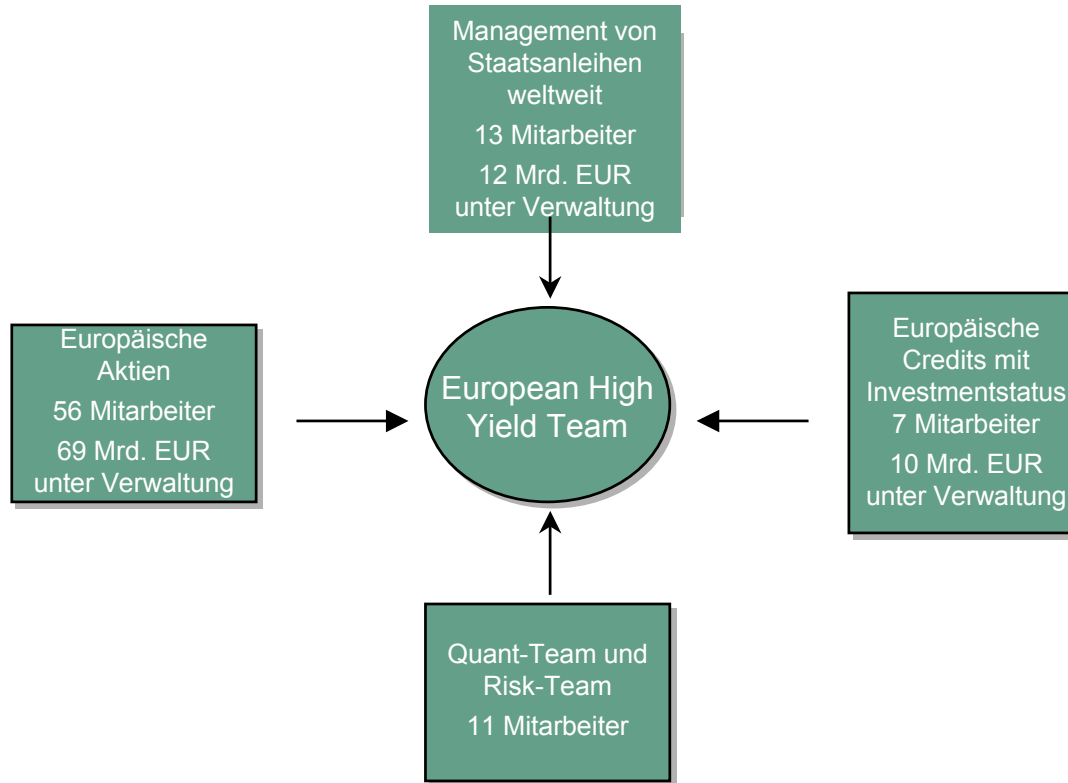 Management von
Staatsanleihen
weltweit
13 Mitarbeiter
12 Mrd. EUR
unter Verwaltung
Europäische
Aktien
56 Mitarbeiter
69 Mrd. EUR
unter Verwaltung
European High
Yield Team
Europäische
Credits mit
Investmentstatus
7 Mitarbeiter
10 Mrd. EUR
unter Verwaltung
Quant-Team und
Risk-Team
11 Mitarbeiter